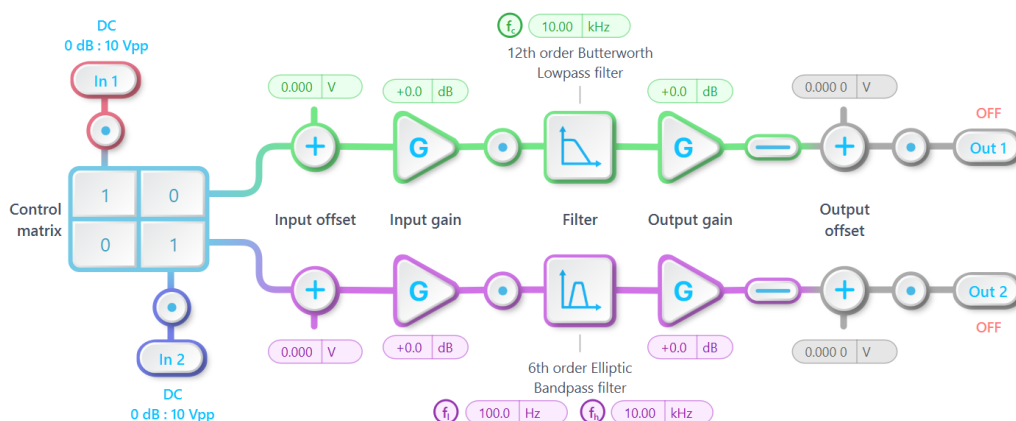 DC
0 dB : 10 Vpp
In 1
fc 10.00 kHz
12th order Butterworth
Lowpass filter
0.000 V
+0.0 dB
+0.0 dB
0.000 0 V
G
G
OFF
Out 1
Control
matrix
1 0
0 1
Input offset
Input gain
Filter
Output gain
Output
offset
G
G
Out 2
OFF
0.000 V
+0.0 dB
+0.0 dB
0.000 0 V
In 2
DC
0 dB : 10 Vpp
6th order Elliptic
Bandpass filter
fl 100.0 Hz
fh 10.00 kHz